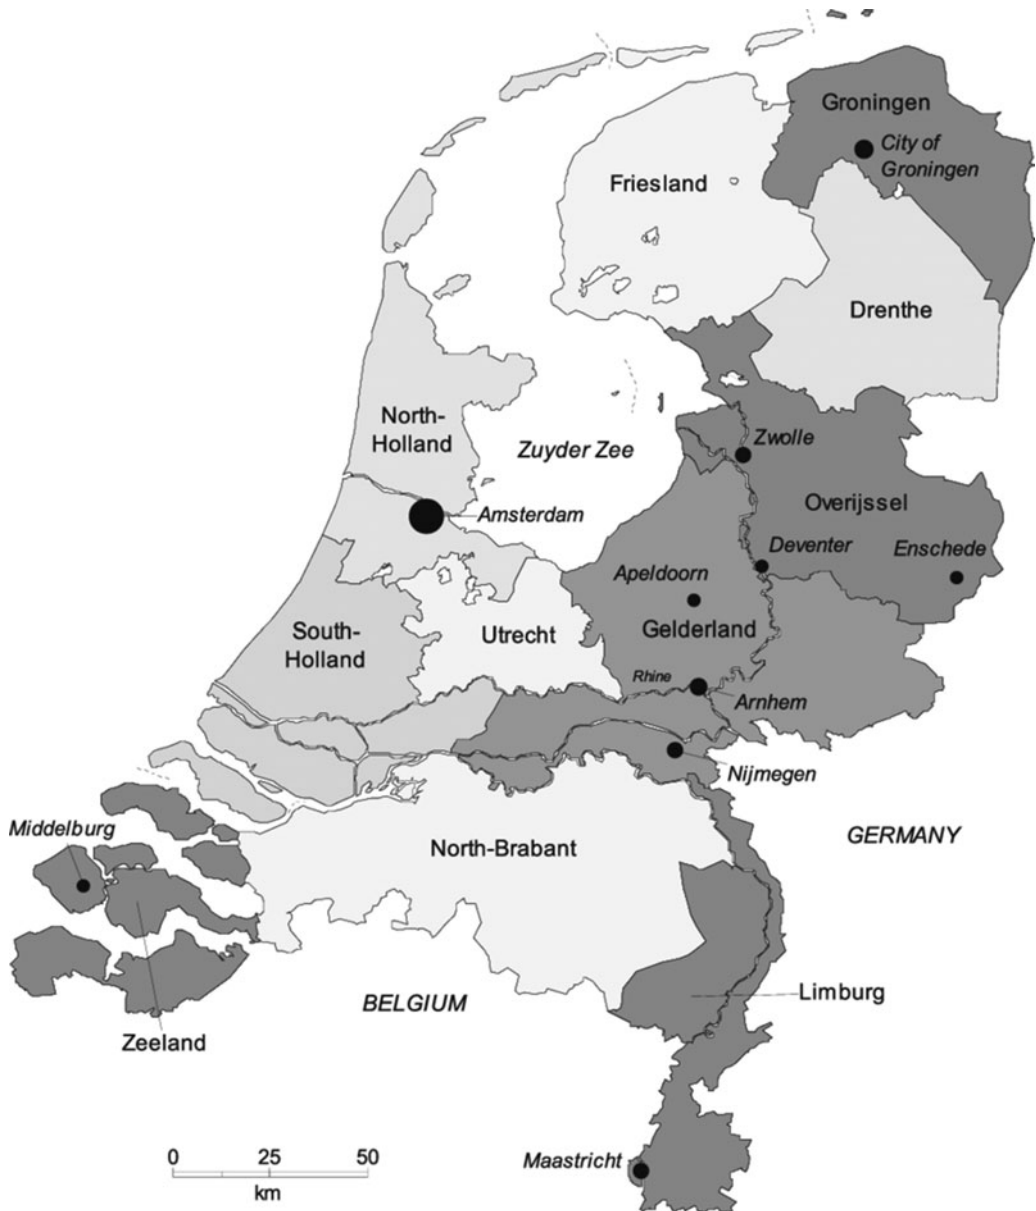 Groningen
City of
Groningen
Friesland
Drenthe
North-
Holland
Zuyder Zee
Zwolle
Overijssel
Amsterdam
Deventer
Enschede
Apeldoorn
Gelderland
South-
Holland
Utrecht
Rhine
Arnhem
Nijmegen
Middelburg
North-Brabant
GERMANY
BELGIUM
Limburg
Zeeland
Maastricht
0 25 50
km